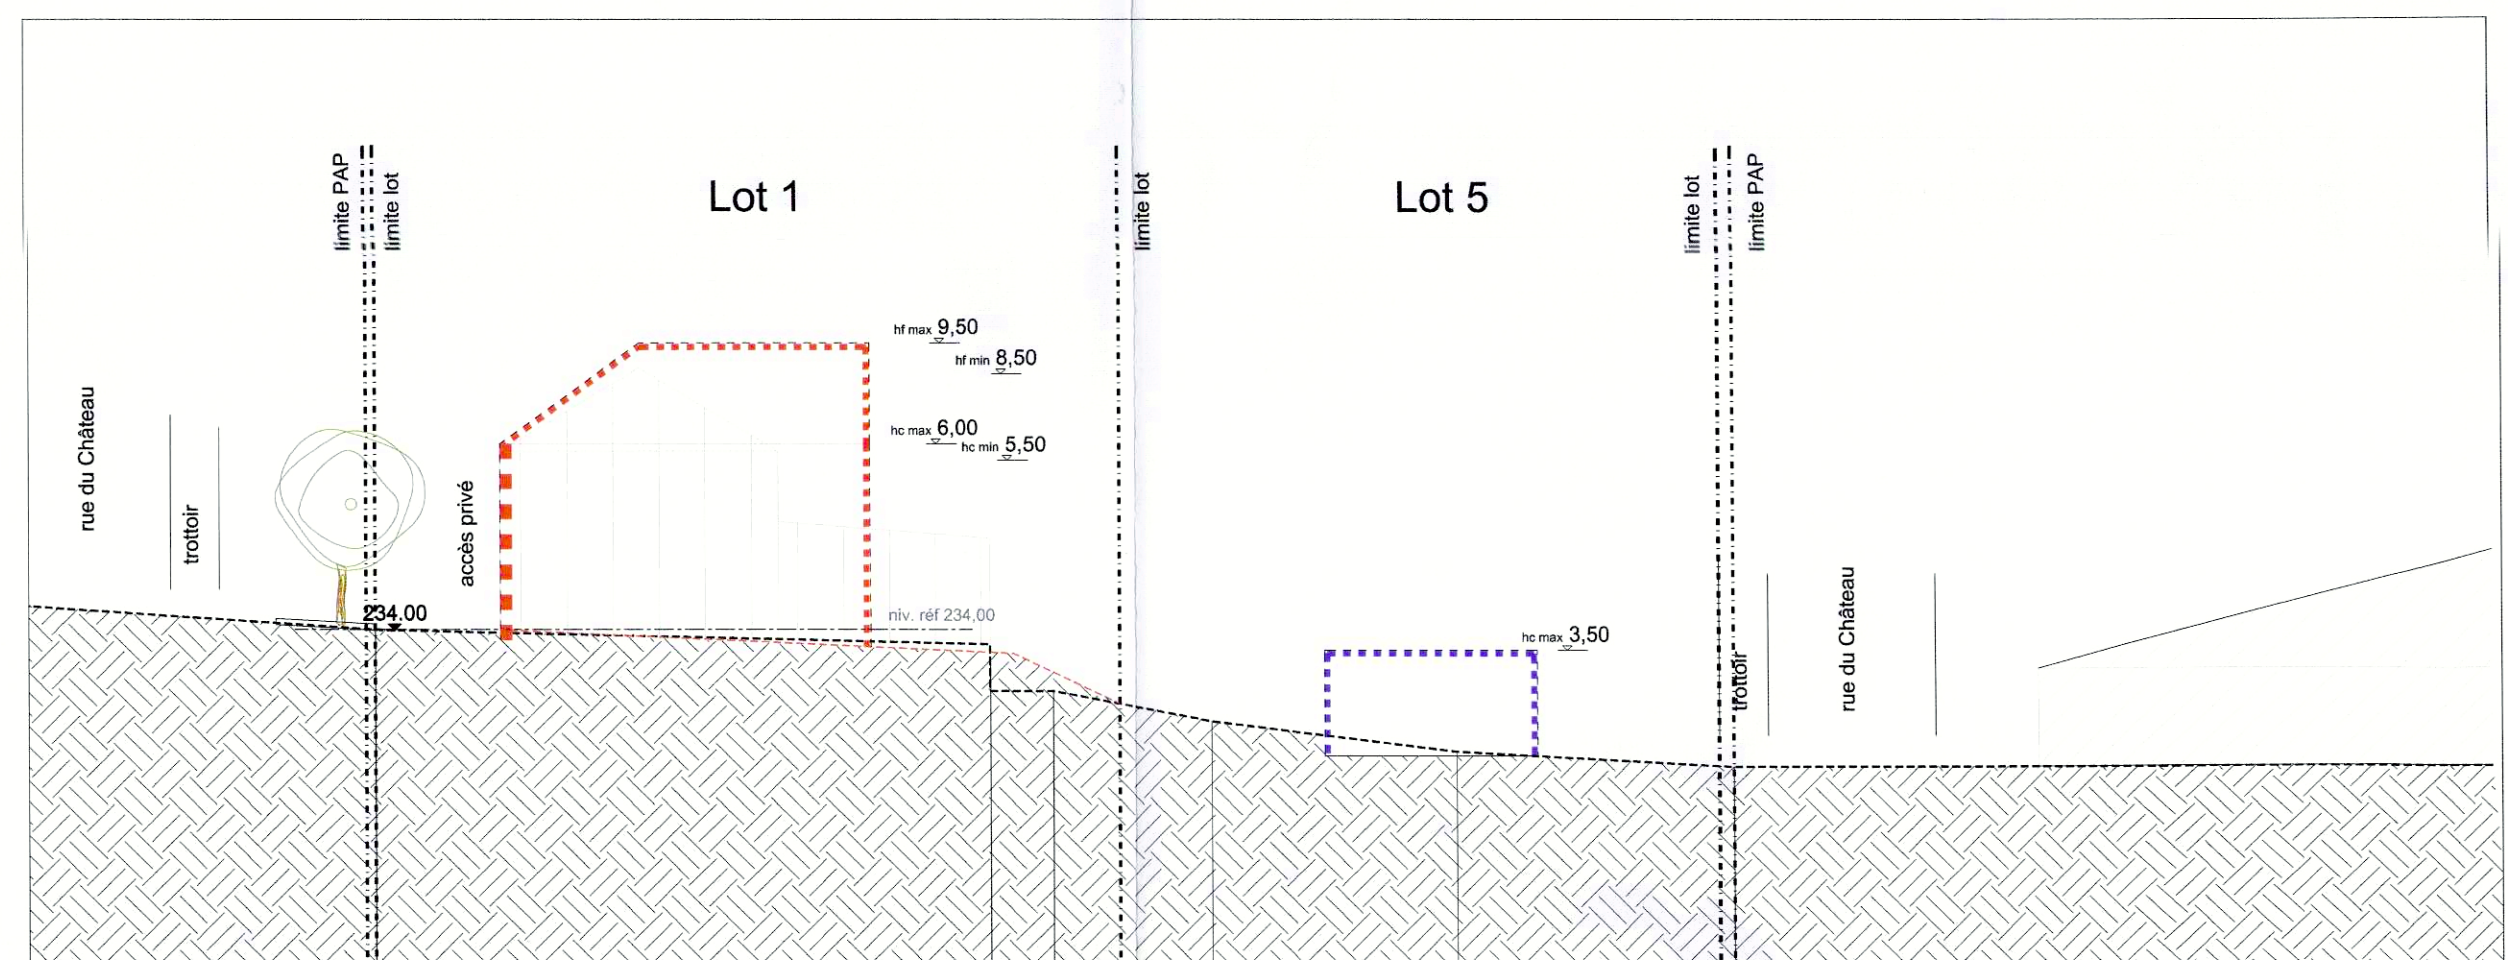 limite PAP
limite lot
Lot 1
limite lot
Lot 5
limite lot
limite PAP
hf max 9,50
hf min 8,50
hc max 6,00
hc min 5,50
rue du Château
trottoir
accès privé
234.00
niv. réf 234,00
hc max 3,50
trottoir
rue du Château